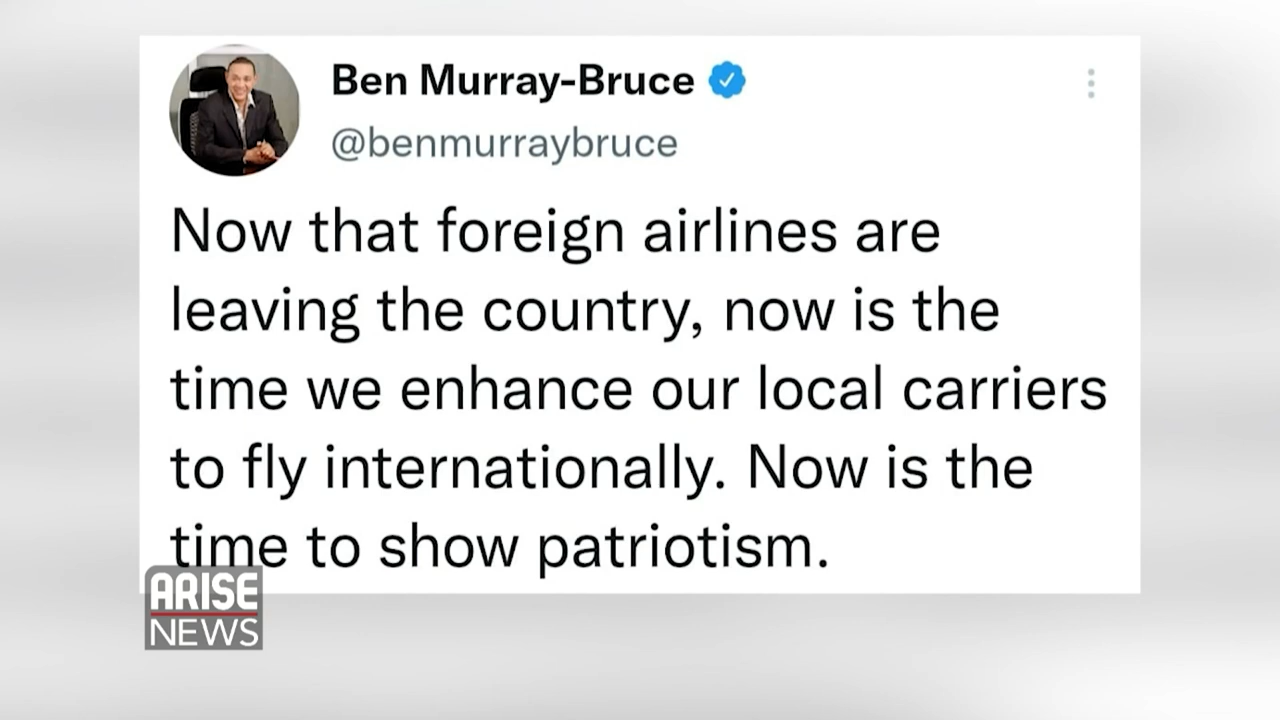 Ben Murray-Bruce
@benmurraybruce
Now that foreign airlines are
leaving the country, now is the
time we enhance our local carriers
to fly internationally. Now is the
time to show patriotism.
ARISE
NEWS